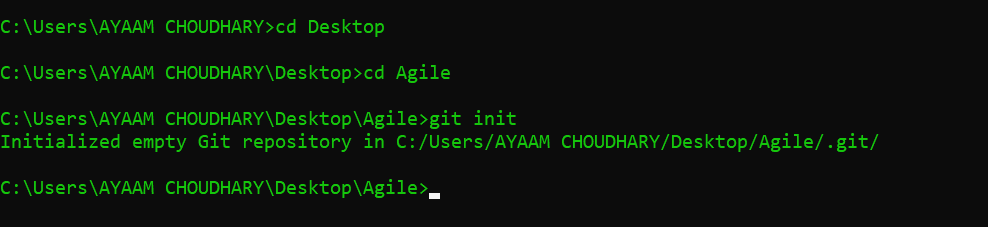 C:\Users\AYAAM CHOUDHARY>cd Desktop
C:\Users\AYAAM CHOUDHARY\Desktop>cd Agile
C:\Users\AYAAM CHOUDHARY\Desktop\Agile>git init
Initialized empty Git repository in C:/Users/AYAAM CHOUDHARY/Desktop/Agile/.git/
C:\Users\AYAAM CHOUDHARY\Desktop\Agile>